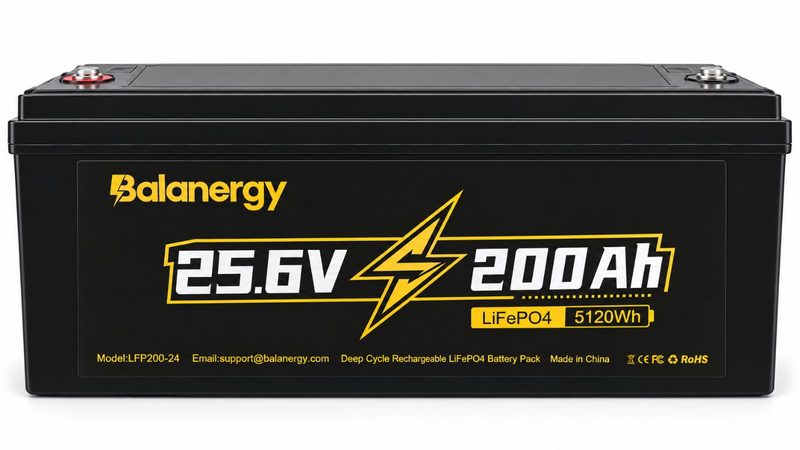 Balanergy
25.6V 200Ah
LiFePO4 5120Wh
Model:LFP200-24 Email:support@balanergy.com Deep Cycle Rechargeable LiFePO4 Battery Pack Made in China CE FC RoHS